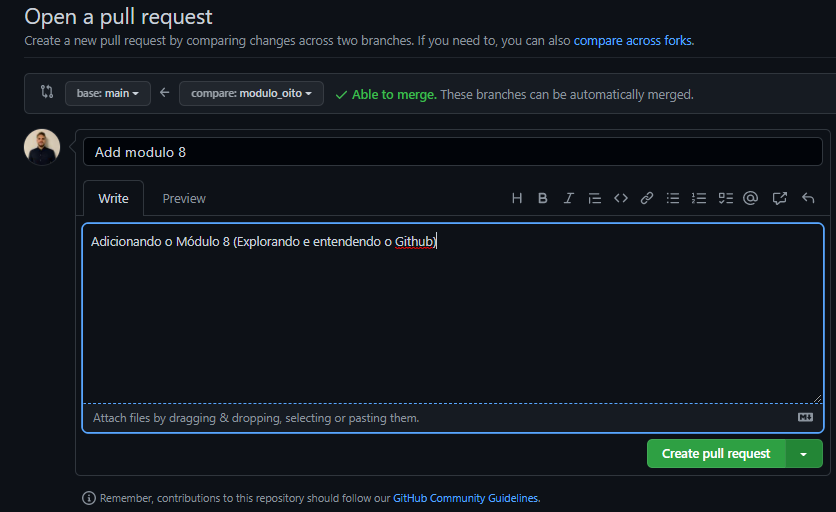 Open a pull request
Create a new pull request by comparing changes across two branches. If you need to, you can also compare across forks.
base: main compare: modulo_oito Able to merge. These branches can be automatically merged.
Add modulo 8
Write Preview
Adicionando o Módulo 8 (Explorando e entendendo o Github)
Attach files by dragging & dropping, selecting or pasting them.
Create pull request
Remember, contributions to this repository should follow our GitHub Community Guidelines.